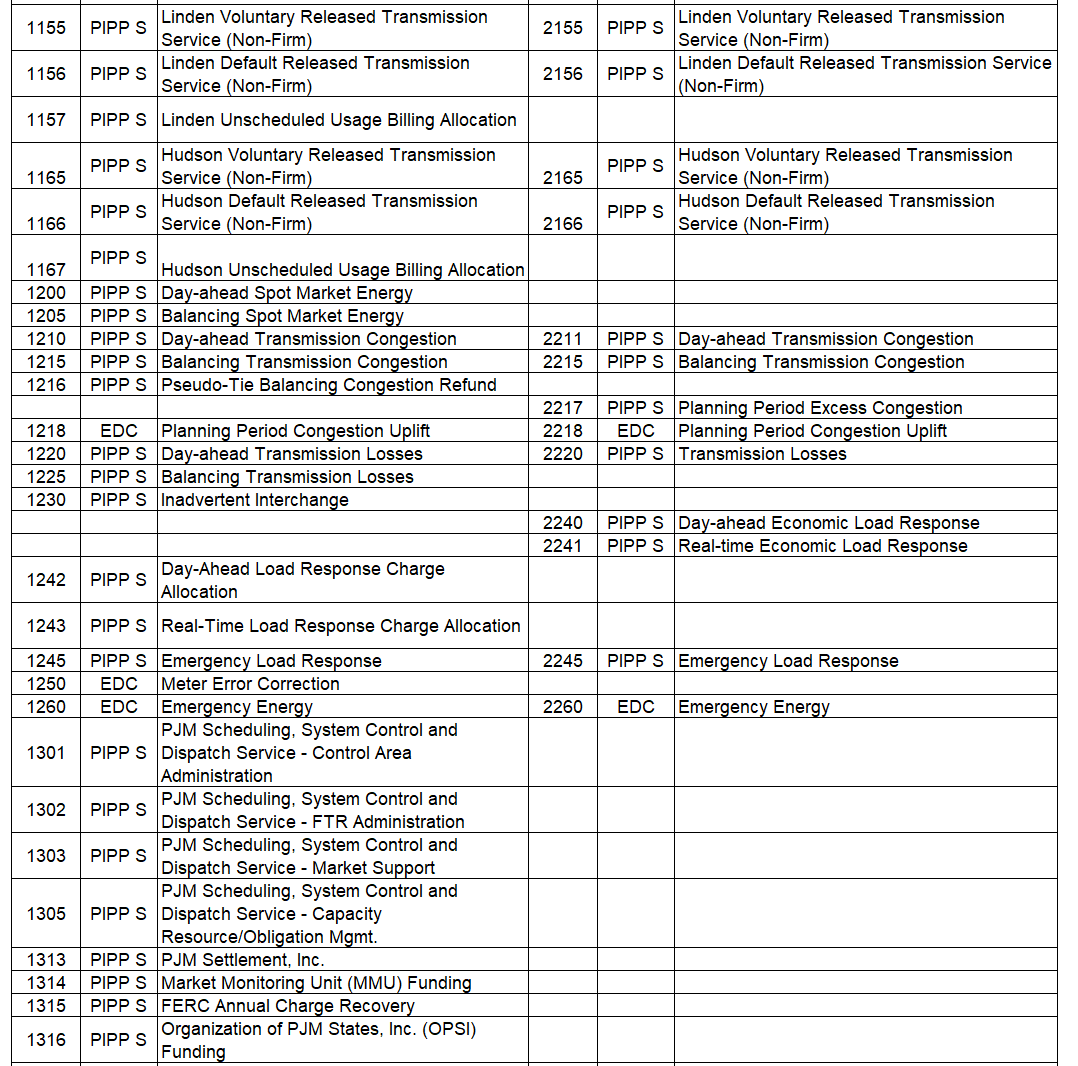 1155 PIPP S Linden Voluntary Released Transmission 2155 PIPP S Linden Voluntary Released Transmission
Service (Non-Firm) Service (Non-Firm)
1156 PIPP S Linden Default Released Transmission 2156 PIPP S Linden Default Released Transmission Service
Service (Non-Firm) (Non-Firm)
1157 PIPP S Linden Unscheduled Usage Billing Allocation
1165 PIPP S Hudson Voluntary Released Transmission 2165 PIPP S Hudson Voluntary Released Transmission
Service (Non-Firm) Service (Non-Firm)
1166 PIPP S Hudson Default Released Transmission 2166 PIPP S Hudson Default Released Transmission
Service (Non-Firm) Service (Non-Firm)
1167 PIPP S Hudson Unscheduled Usage Billing Allocation
1200 PIPP S Day-ahead Spot Market Energy
1205 PIPP S Balancing Spot Market Energy
1210 PIPP S Day-ahead Transmission Congestion 2211 PIPP S Day-ahead Transmission Congestion
1215 PIPP S Balancing Transmission Congestion 2215 PIPP S Balancing Transmission Congestion
1216 PIPP S Pseudo-Tie Balancing Congestion Refund
2217 PIPP S Planning Period Excess Congestion
1218 EDC Planning Period Congestion Uplift 2218 EDC Planning Period Congestion Uplift
1220 PIPP S Day-ahead Transmission Losses 2220 PIPP S Transmission Losses
1225 PIPP S Balancing Transmission Losses
1230 PIPP S Inadvertent Interchange
2240 PIPP S Day-ahead Economic Load Response
2241 PIPP S Real-time Economic Load Response
1242 PIPP S Day-Ahead Load Response Charge
Allocation
1243 PIPP S Real-Time Load Response Charge Allocation
1245 PIPP S Emergency Load Response 2245 PIPP S Emergency Load Response
1250 EDC Meter Error Correction
1260 EDC Emergency Energy 2260 EDC Emergency Energy
1301 PIPP S PJM Scheduling, System Control and
Dispatch Service - Control Area
Administration
1302 PIPP S PJM Scheduling, System Control and
Dispatch Service - FTR Administration
1303 PIPP S PJM Scheduling, System Control and
Dispatch Service - Market Support
1305 PIPP S PJM Scheduling, System Control and
Dispatch Service - Capacity
Resource/Obligation Mgmt.
1313 PIPP S PJM Settlement, Inc.
1314 PIPP S Market Monitoring Unit (MMU) Funding
1315 PIPP S FERC Annual Charge Recovery
1316 PIPP S Organization of PJM States, Inc. (OPSI)
Funding